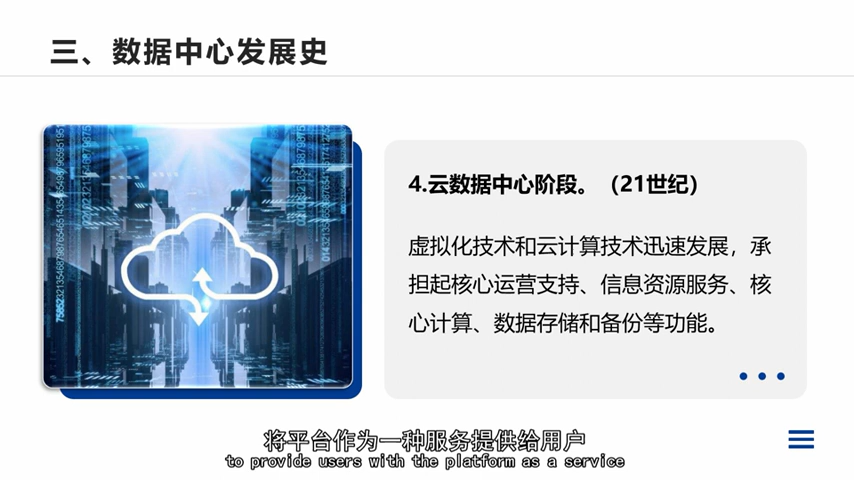 三、数据中心发展史
4.云数据中心阶段。（21世纪）
虚拟化技术和云计算技术迅速发展，承
担起核心运营支持、信息资源服务、核
心计算、数据存储和备份等功能。
将平台作为一种服务提供给用户
to provide users with the platform as a service